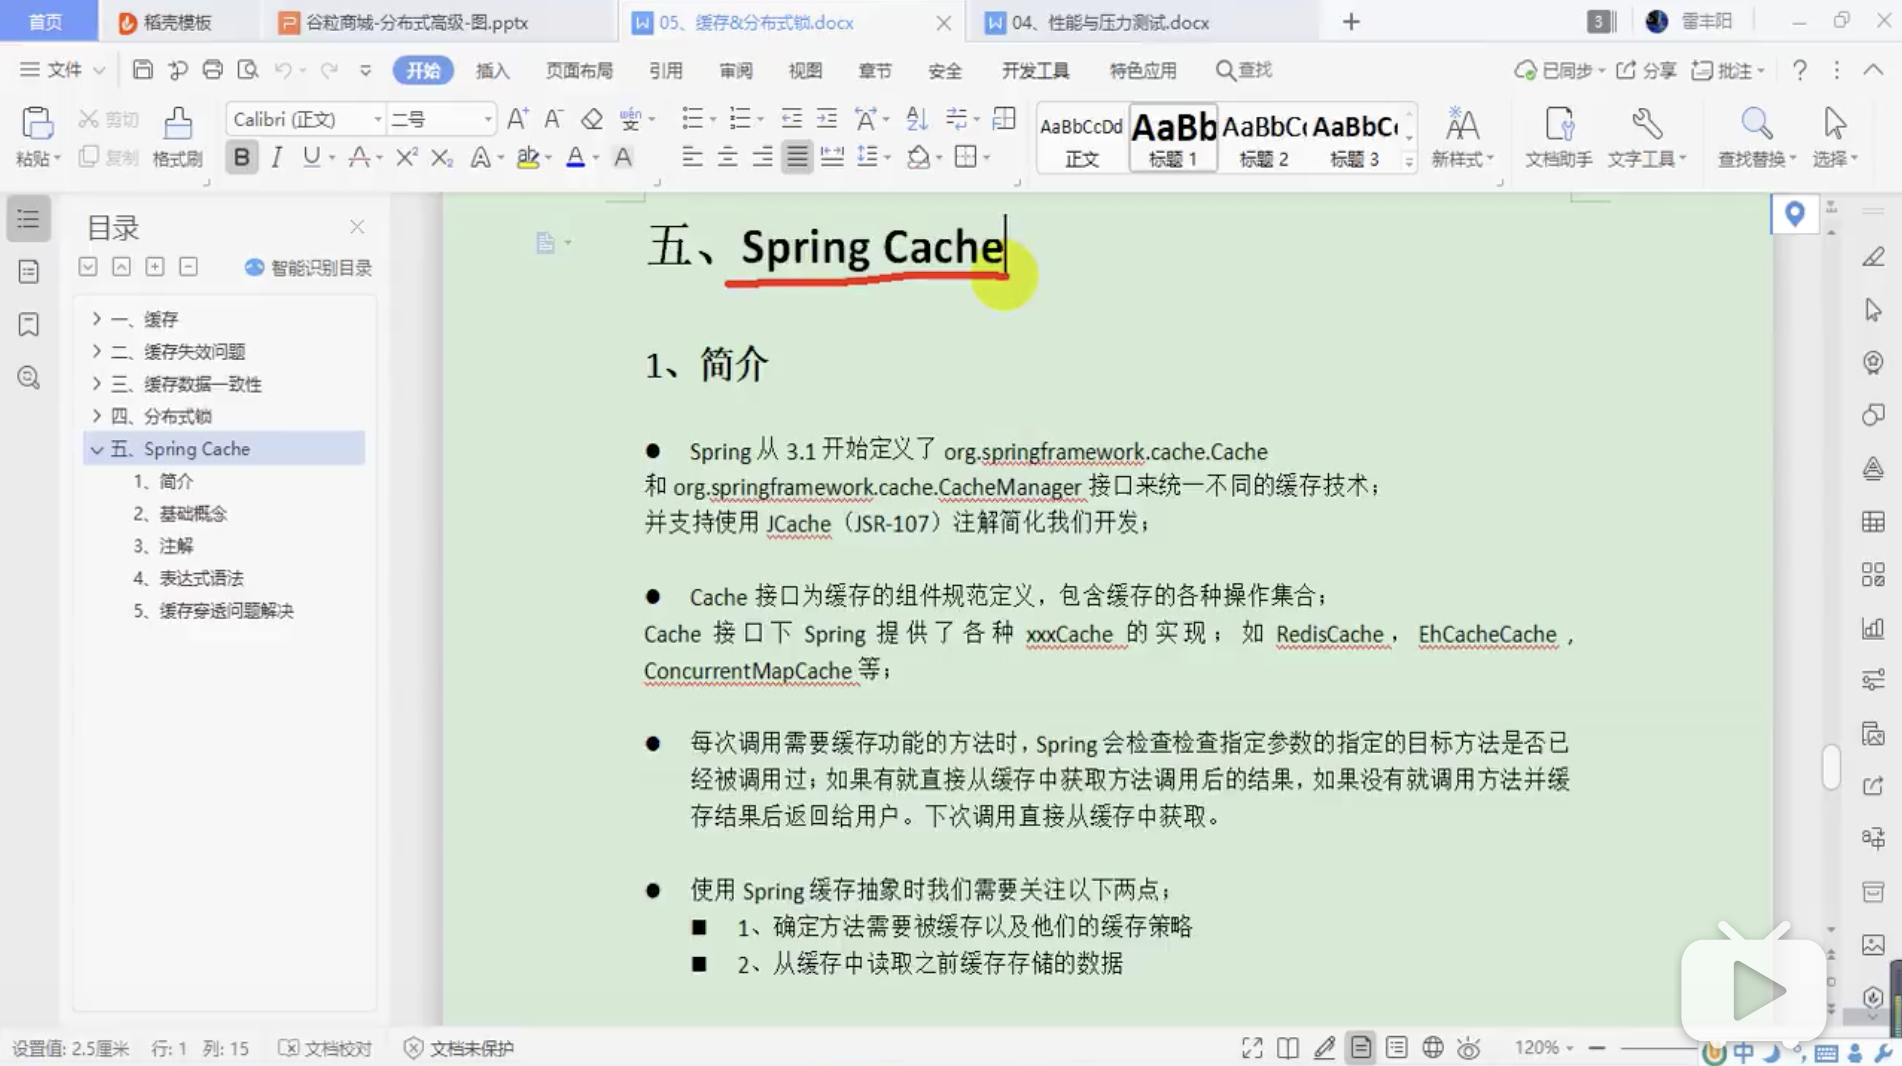 首页
稻壳模板
谷粒商城-分布式高级-图.pptx
05、缓存&分布式锁.docx
04、性能与压力测试.docx
3
雷丰阳
文件
开始
插入
页面布局
引用
审阅
视图
章节
安全
开发工具
特色应用
查找
已同步
分享
批注
粘贴
剪切
复制
格式刷
Calibri (正文)
二号
AaBbCcDd
正文
AaBb
标题 1
AaBbC
标题 2
AaBbC
标题 3
新样式
文档助手
文字工具
查找替换
选择
目录
智能识别目录
一、缓存
二、缓存失效问题
三、缓存数据一致性
四、分布式锁
五、Spring Cache
1、简介
2、基础概念
3、注解
4、表达式语法
5、缓存穿透问题解决
五、Spring Cache
1、简介
● Spring 从 3.1 开始定义了 org.springframework.cache.Cache
和 org.springframework.cache.CacheManager 接口来统一不同的缓存技术；
并支持使用 JCache（JSR-107）注解简化我们开发；
● Cache 接口为缓存的组件规范定义，包含缓存的各种操作集合；
Cache 接口下 Spring 提供了各种 xxxCache 的实现；如 RedisCache，EhCacheCache ,
ConcurrentMapCache 等；
● 每次调用需要缓存功能的方法时，Spring 会检查检查指定参数的指定的目标方法是否已
经被调用过；如果有就直接从缓存中获取方法调用后的结果，如果没有就调用方法并缓
存结果后返回给用户。下次调用直接从缓存中获取。
● 使用 Spring 缓存抽象时我们需要关注以下两点；
■ 1、确定方法需要被缓存以及他们的缓存策略
■ 2、从缓存中读取之前缓存存储的数据
设置值: 2.5厘米
行: 1
列: 15
文档校对
文档未保护
120%
中